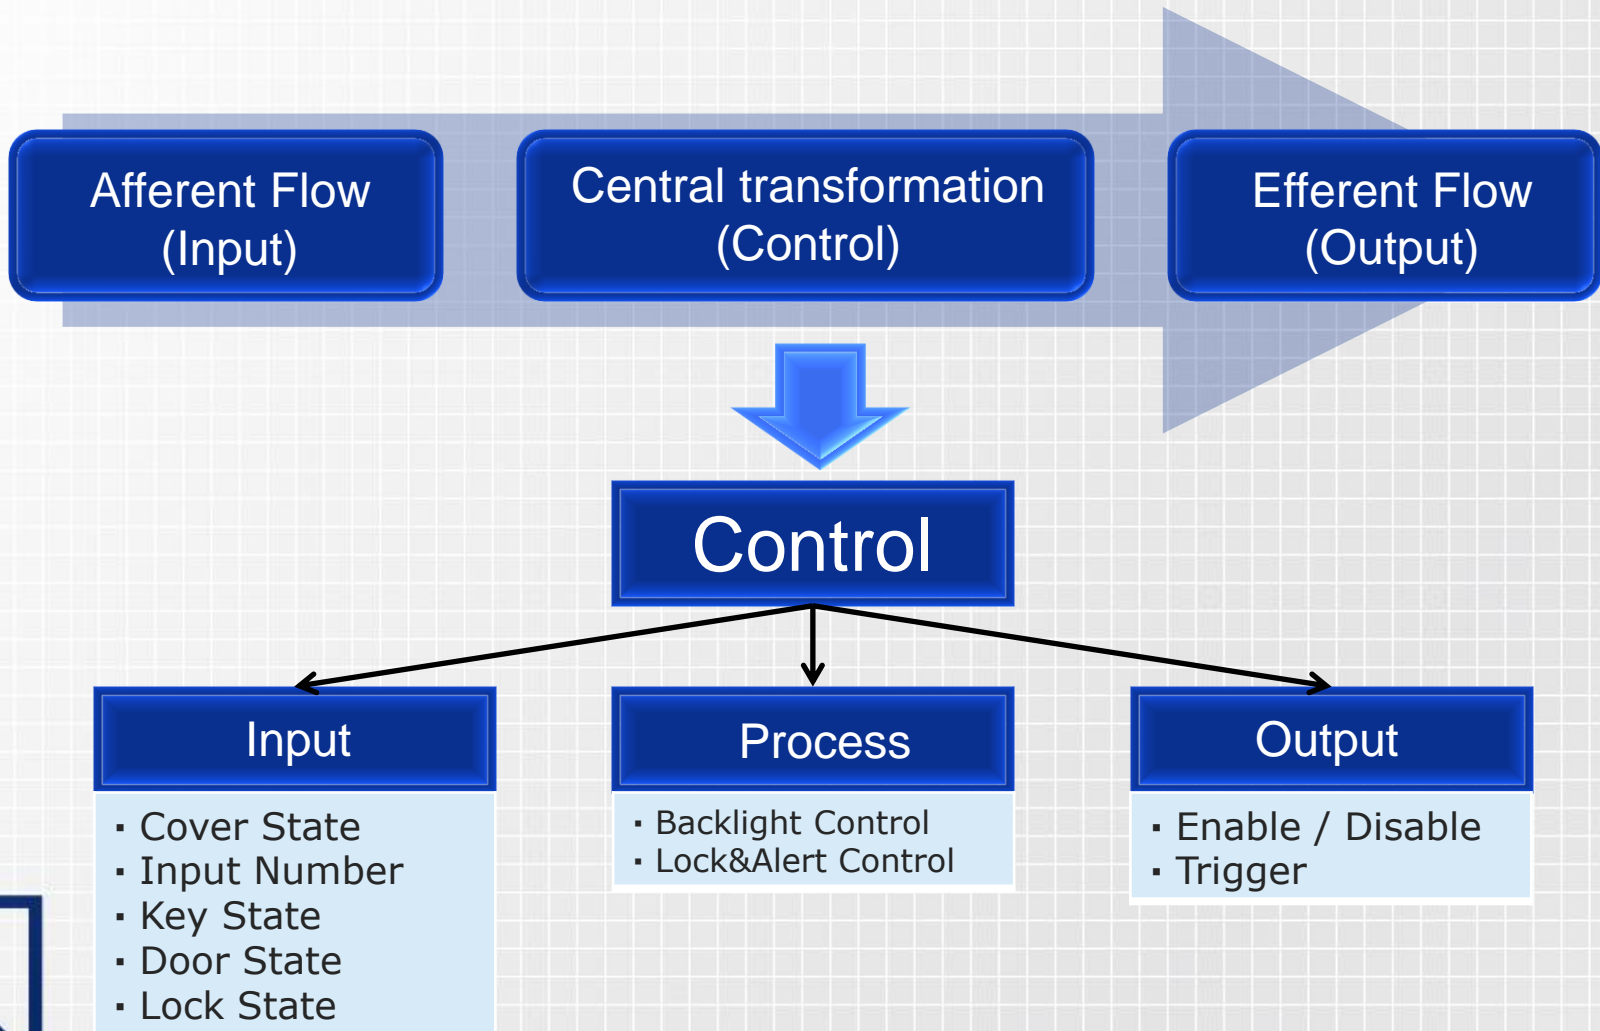 Afferent Flow
(Input)
Central transformation
(Control)
Efferent Flow
(Output)
Control
Input
▪ Cover State
▪ Input Number
▪ Key State
▪ Door State
▪ Lock State
Process
▪ Backlight Control
▪ Lock&Alert Control
Output
▪ Enable / Disable
▪ Trigger